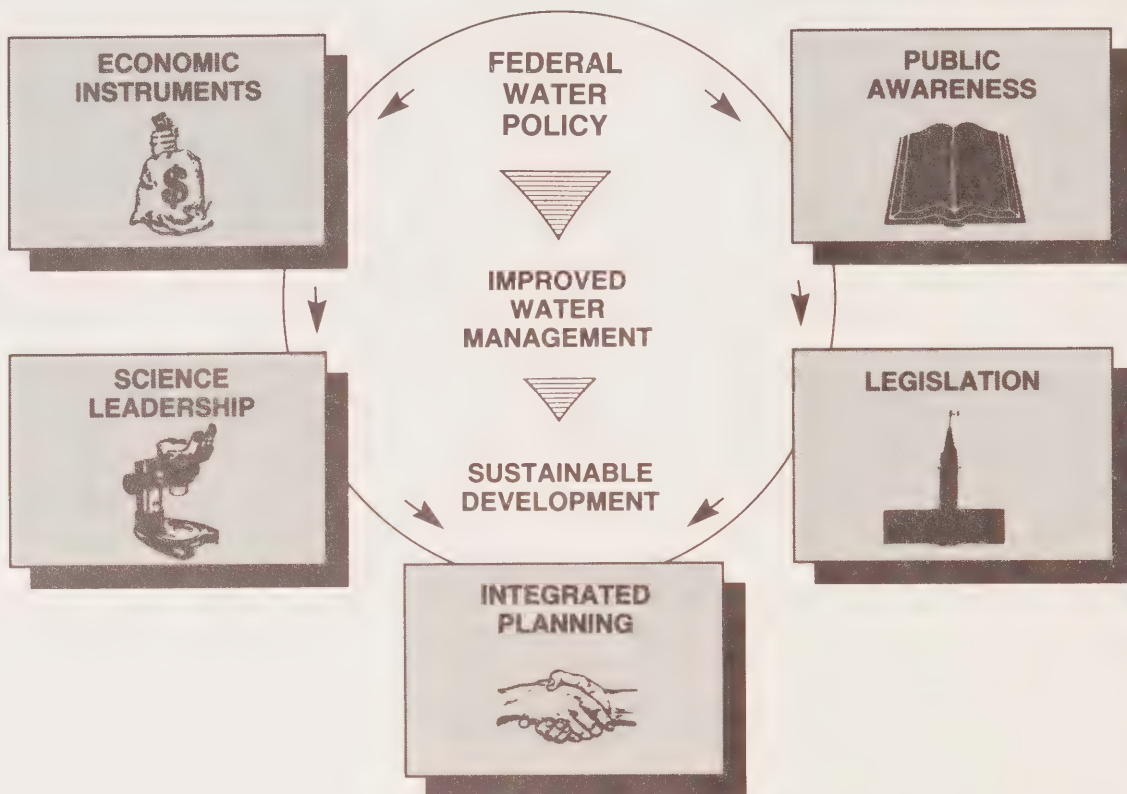 ECONOMIC
INSTRUMENTS
$
FEDERAL
WATER
POLICY
PUBLIC
AWARENESS
IMPROVED
WATER
MANAGEMENT
SCIENCE
LEADERSHIP
LEGISLATION
SUSTAINABLE
DEVELOPMENT
INTEGRATED
PLANNING